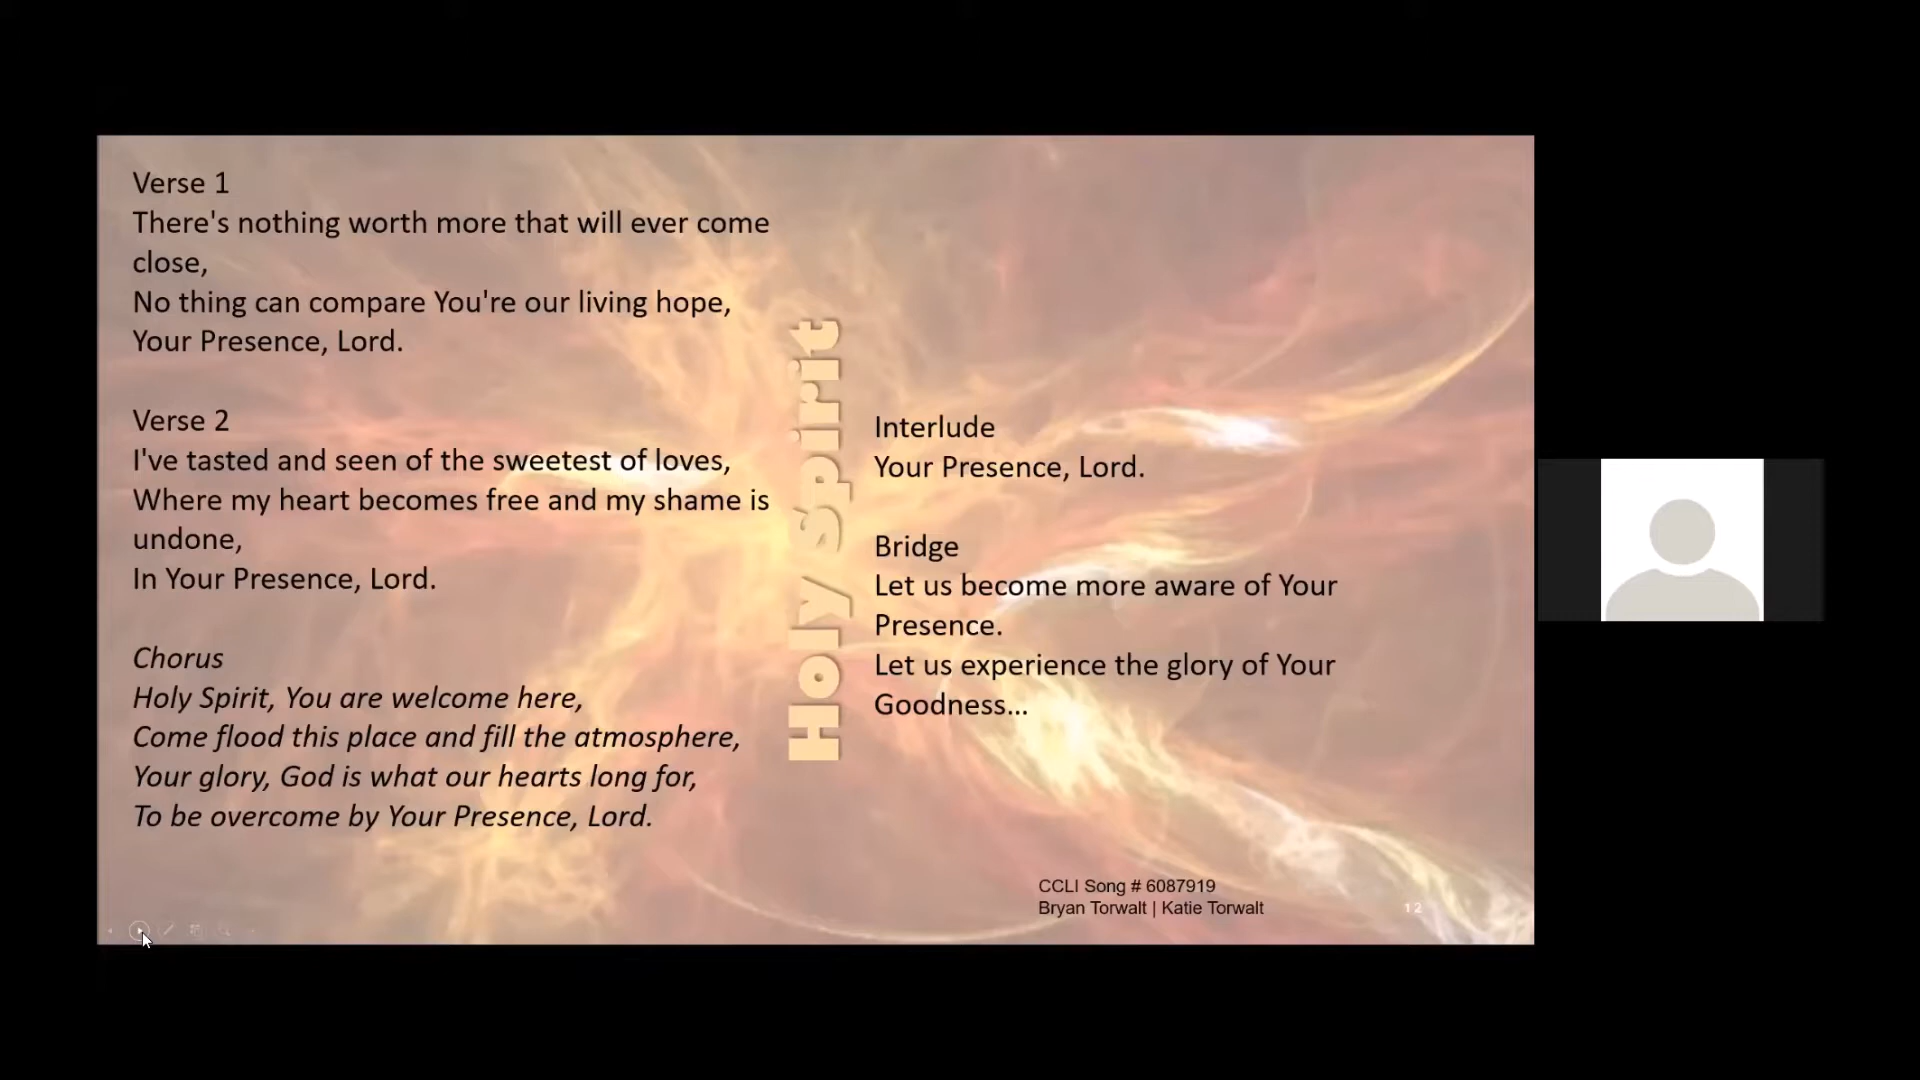 Verse 1
There's nothing worth more that will ever come
close,
No thing can compare You're our living hope,
Your Presence, Lord.
Verse 2
I've tasted and seen of the sweetest of loves,
Where my heart becomes free and my shame is
undone,
In Your Presence, Lord.
Chorus
Holy Spirit, You are welcome here,
Come flood this place and fill the atmosphere,
Your glory, God is what our hearts long for,
To be overcome by Your Presence, Lord.
Holy Spirit
Interlude
Your Presence, Lord.
Bridge
Let us become more aware of Your
Presence.
Let us experience the glory of Your
Goodness...
CCLI Song # 6087919
Bryan Torwalt | Katie Torwalt
12